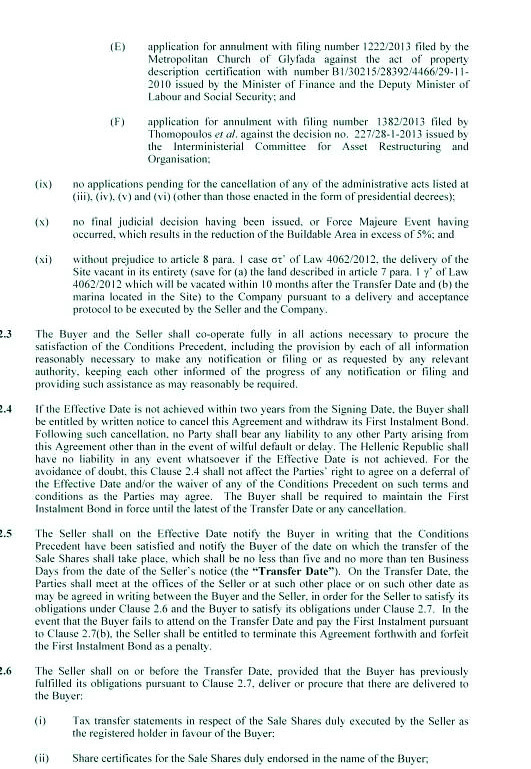 (E) application for annulment with filing number 1222/2013 filed by the
Metropolitan Church of Glyfada against the act of property
description certification with number B1/30215/28392/4466/29-11-
2010 issued by the Minister of Finance and the Deputy Minister of
Labour and Social Security; and
(F) application for annulment with filing number 1382/2013 filed by
Thomopoulos et al. against the decision no. 227/28-1-2013 issued by
the Interministerial Committee for Asset Restructuring and
Organisation;
(ix) no applications pending for the cancellation of any of the administrative acts listed at
(iii), (iv), (v) and (vi) (other than those enacted in the form of presidential decrees);
(x) no final judicial decision having been issued, or Force Majeure Event having
occurred, which results in the reduction of the Buildable Area in excess of 5%; and
(xi) without prejudice to article 8 para. 1 case στ' of Law 4062/2012, the delivery of the
Site vacant in its entirety (save for (a) the land described in article 7 para. 1 γ' of Law
4062/2012 which will be vacated within 10 months after the Transfer Date and (b) the
marina located in the Site) to the Company pursuant to a delivery and acceptance
protocol to be executed by the Seller and the Company.
2.3 The Buyer and the Seller shall co-operate fully in all actions necessary to procure the
satisfaction of the Conditions Precedent, including the provision by each of all information
reasonably necessary to make any notification or filing or as requested by any relevant
authority, keeping each other informed of the progress of any notification or filing and
providing such assistance as may reasonably be required.
2.4 If the Effective Date is not achieved within two years from the Signing Date, the Buyer shall
be entitled by written notice to cancel this Agreement and withdraw its First Instalment Bond.
Following such cancellation, no Party shall bear any liability to any other Party arising from
this Agreement other than in the event of wilful default or delay. The Hellenic Republic shall
have no liability in any event whatsoever if the Effective Date is not achieved. For the
avoidance of doubt, this Clause 2.4 shall not affect the Parties' right to agree on a deferral of
the Effective Date and/or the waiver of any of the Conditions Precedent on such terms and
conditions as the Parties may agree. The Buyer shall be required to maintain the First
Instalment Bond in force until the latest of the Transfer Date or any cancellation.
2.5 The Seller shall on the Effective Date notify the Buyer in writing that the Conditions
Precedent have been satisfied and notify the Buyer of the date on which the transfer of the
Sale Shares shall take place, which shall be no less than five and no more than ten Business
Days from the date of the Seller's notice (the “Transfer Date”). On the Transfer Date, the
Parties shall meet at the offices of the Seller or at such other place or on such other date as
may be agreed in writing between the Buyer and the Seller, in order for the Seller to satisfy its
obligations under Clause 2.6 and the Buyer to satisfy its obligations under Clause 2.7. In the
event that the Buyer fails to attend on the Transfer Date and pay the First Instalment pursuant
to Clause 2.7(b), the Seller shall be entitled to terminate this Agreement forthwith and forfeit
the First Instalment Bond as a penalty.
2.6 The Seller shall on or before the Transfer Date, provided that the Buyer has previously
fulfilled its obligations pursuant to Clause 2.7, deliver or procure that there are delivered to
the Buyer:
(i) Tax transfer statements in respect of the Sale Shares duly executed by the Seller as
the registered holder in favour of the Buyer;
(ii) Share certificates for the Sale Shares duly endorsed in the name of the Buyer;